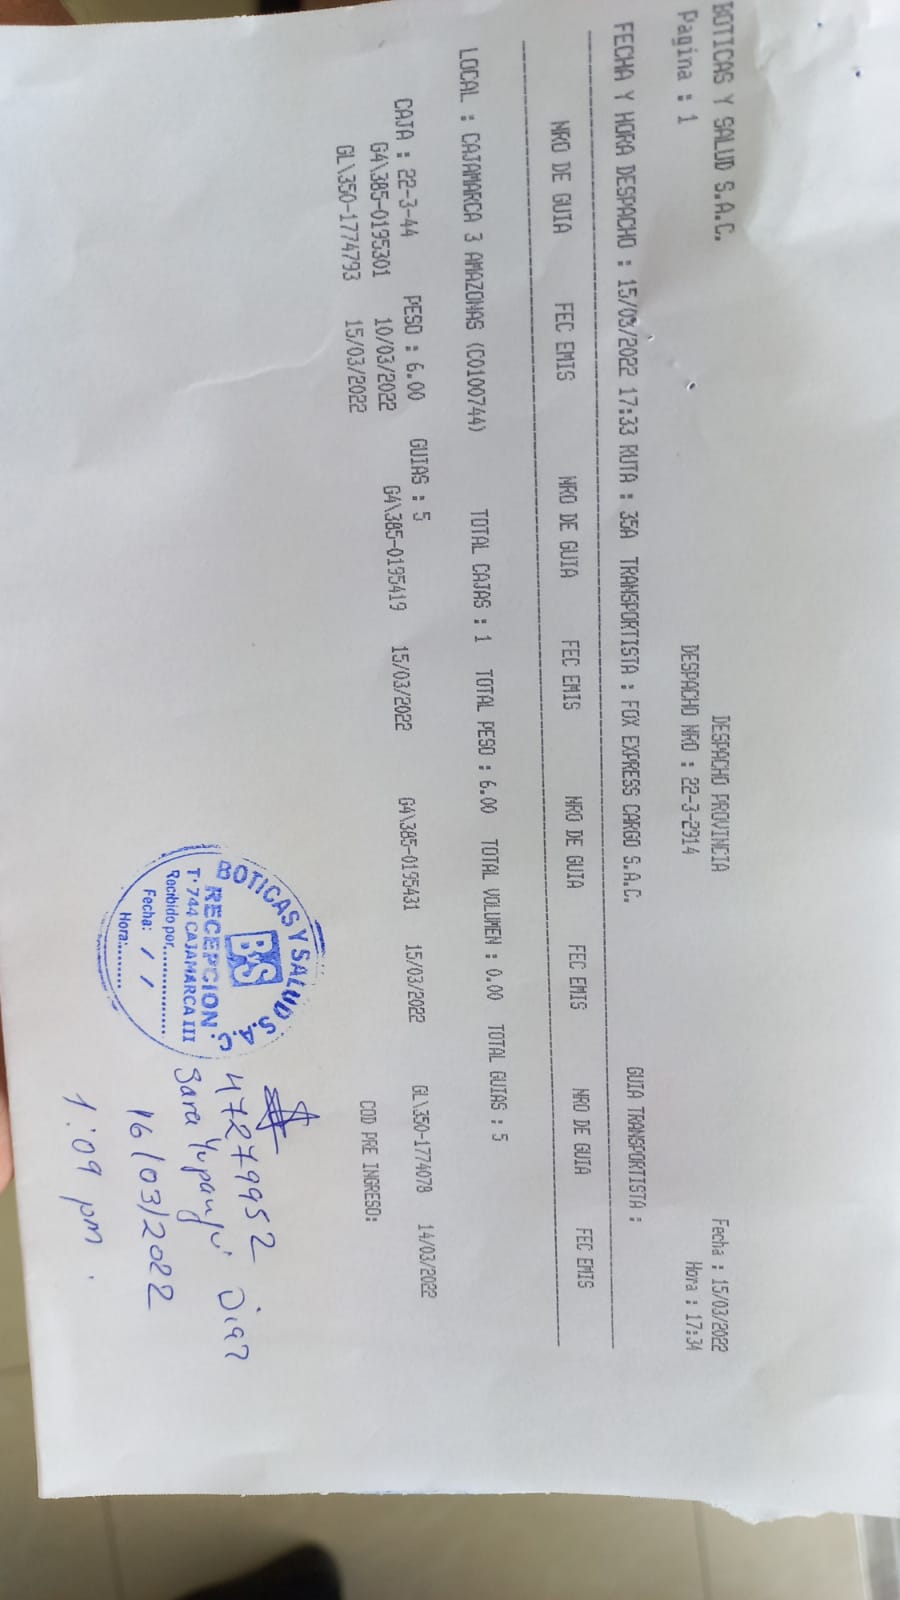 BOTICAS Y SALUD S.A.C. DESPACHO PROVINCIA Fecha : 15/03/2022
Pagina : 1 DESPACHO NRO : 22-3-2914 Hora : 17:34
FECHA Y HORA DESPACHO : 15/03/2022 17:33 RUTA : 35A TRANSPORTISTA : FOX EXPRESS CARGO S.A.C. GUIA TRANSPORTISTA :
NRO DE GUIA FEC EMIS NRO DE GUIA FEC EMIS NRO DE GUIA FEC EMIS NRO DE GUIA FEC EMIS
LOCAL : CAJAMARCA 3 AMAZONAS (C0100744) TOTAL CAJAS : 1 TOTAL PESO : 6.00 TOTAL VOLUMEN : 0.00 TOTAL GUIAS : 5
CAJA : 22-3-44 PESO : 6.00 GUIAS : 5
G4\385-0195301 10/03/2022 G4\385-0195419 15/03/2022 G4\385-0195431 15/03/2022 GL\350-1774078 14/03/2022
GL\350-1774793 15/03/2022
COD PRE INGRESO:
BOTICAS Y SALUD S.A.C.
BS
RECEPCION
T- 744 CAJAMARCA III
Recibido por..................
Fecha: / /
Hora:.........
47279952
Sara Yupanqui Diaz
16/03/2022
1:09 pm.